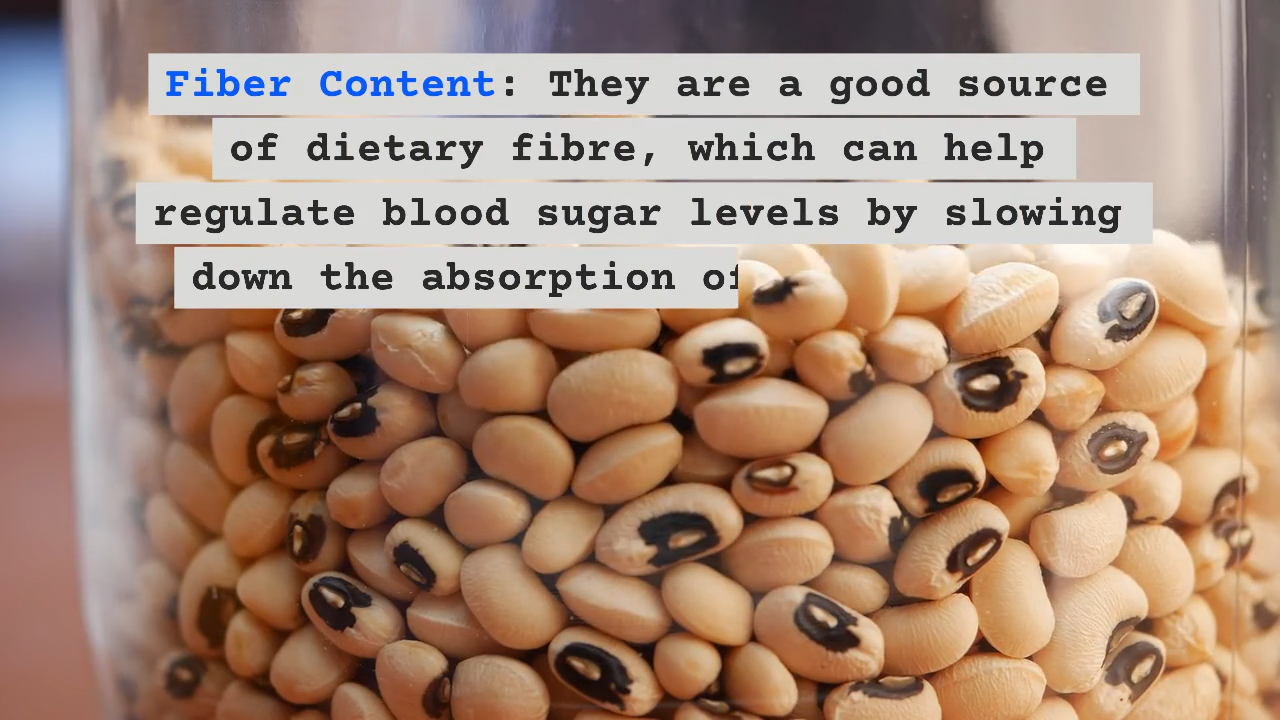 Fiber Content: They are a good source
of dietary fibre, which can help
regulate blood sugar levels by slowing
down the absorption of